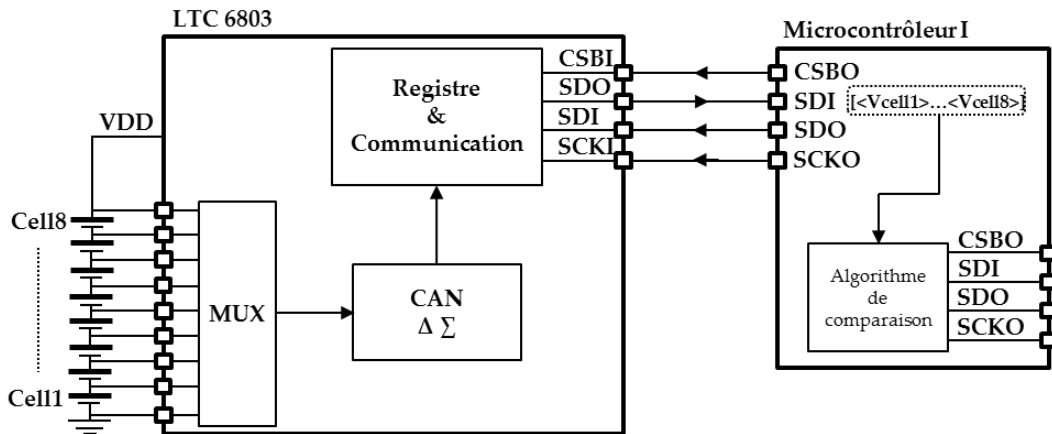 LTC 6803
Microcontrôleur I
Registre
&
Communication
CSBI
SDO
SDI
SCKI
CSBO
SDI
SDO
SCKO
[<Vcell1>...<Vcell8>]
VDD
Cell8
Cell1
MUX
CAN
Δ ∑
Algorithme
de
comparaison
CSBO
SDI
SDO
SCKO